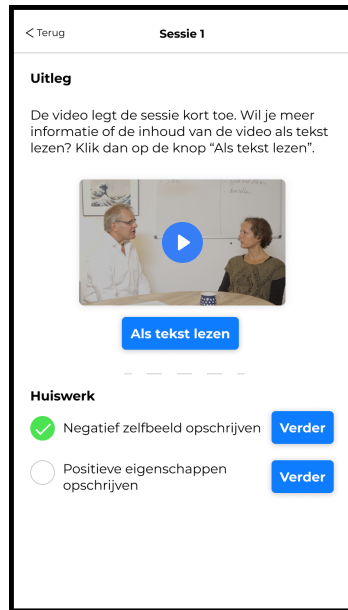 Terug
Sessie 1
Uitleg
De video legt de sessie kort toe. Wil je meer
informatie of de inhoud van de video als tekst
lezen? Klik dan op de knop “Als tekst lezen”.
Als tekst lezen
Huiswerk
Negatief zelfbeeld opschrijven
Verder
Positieve eigenschappen
opschrijven
Verder